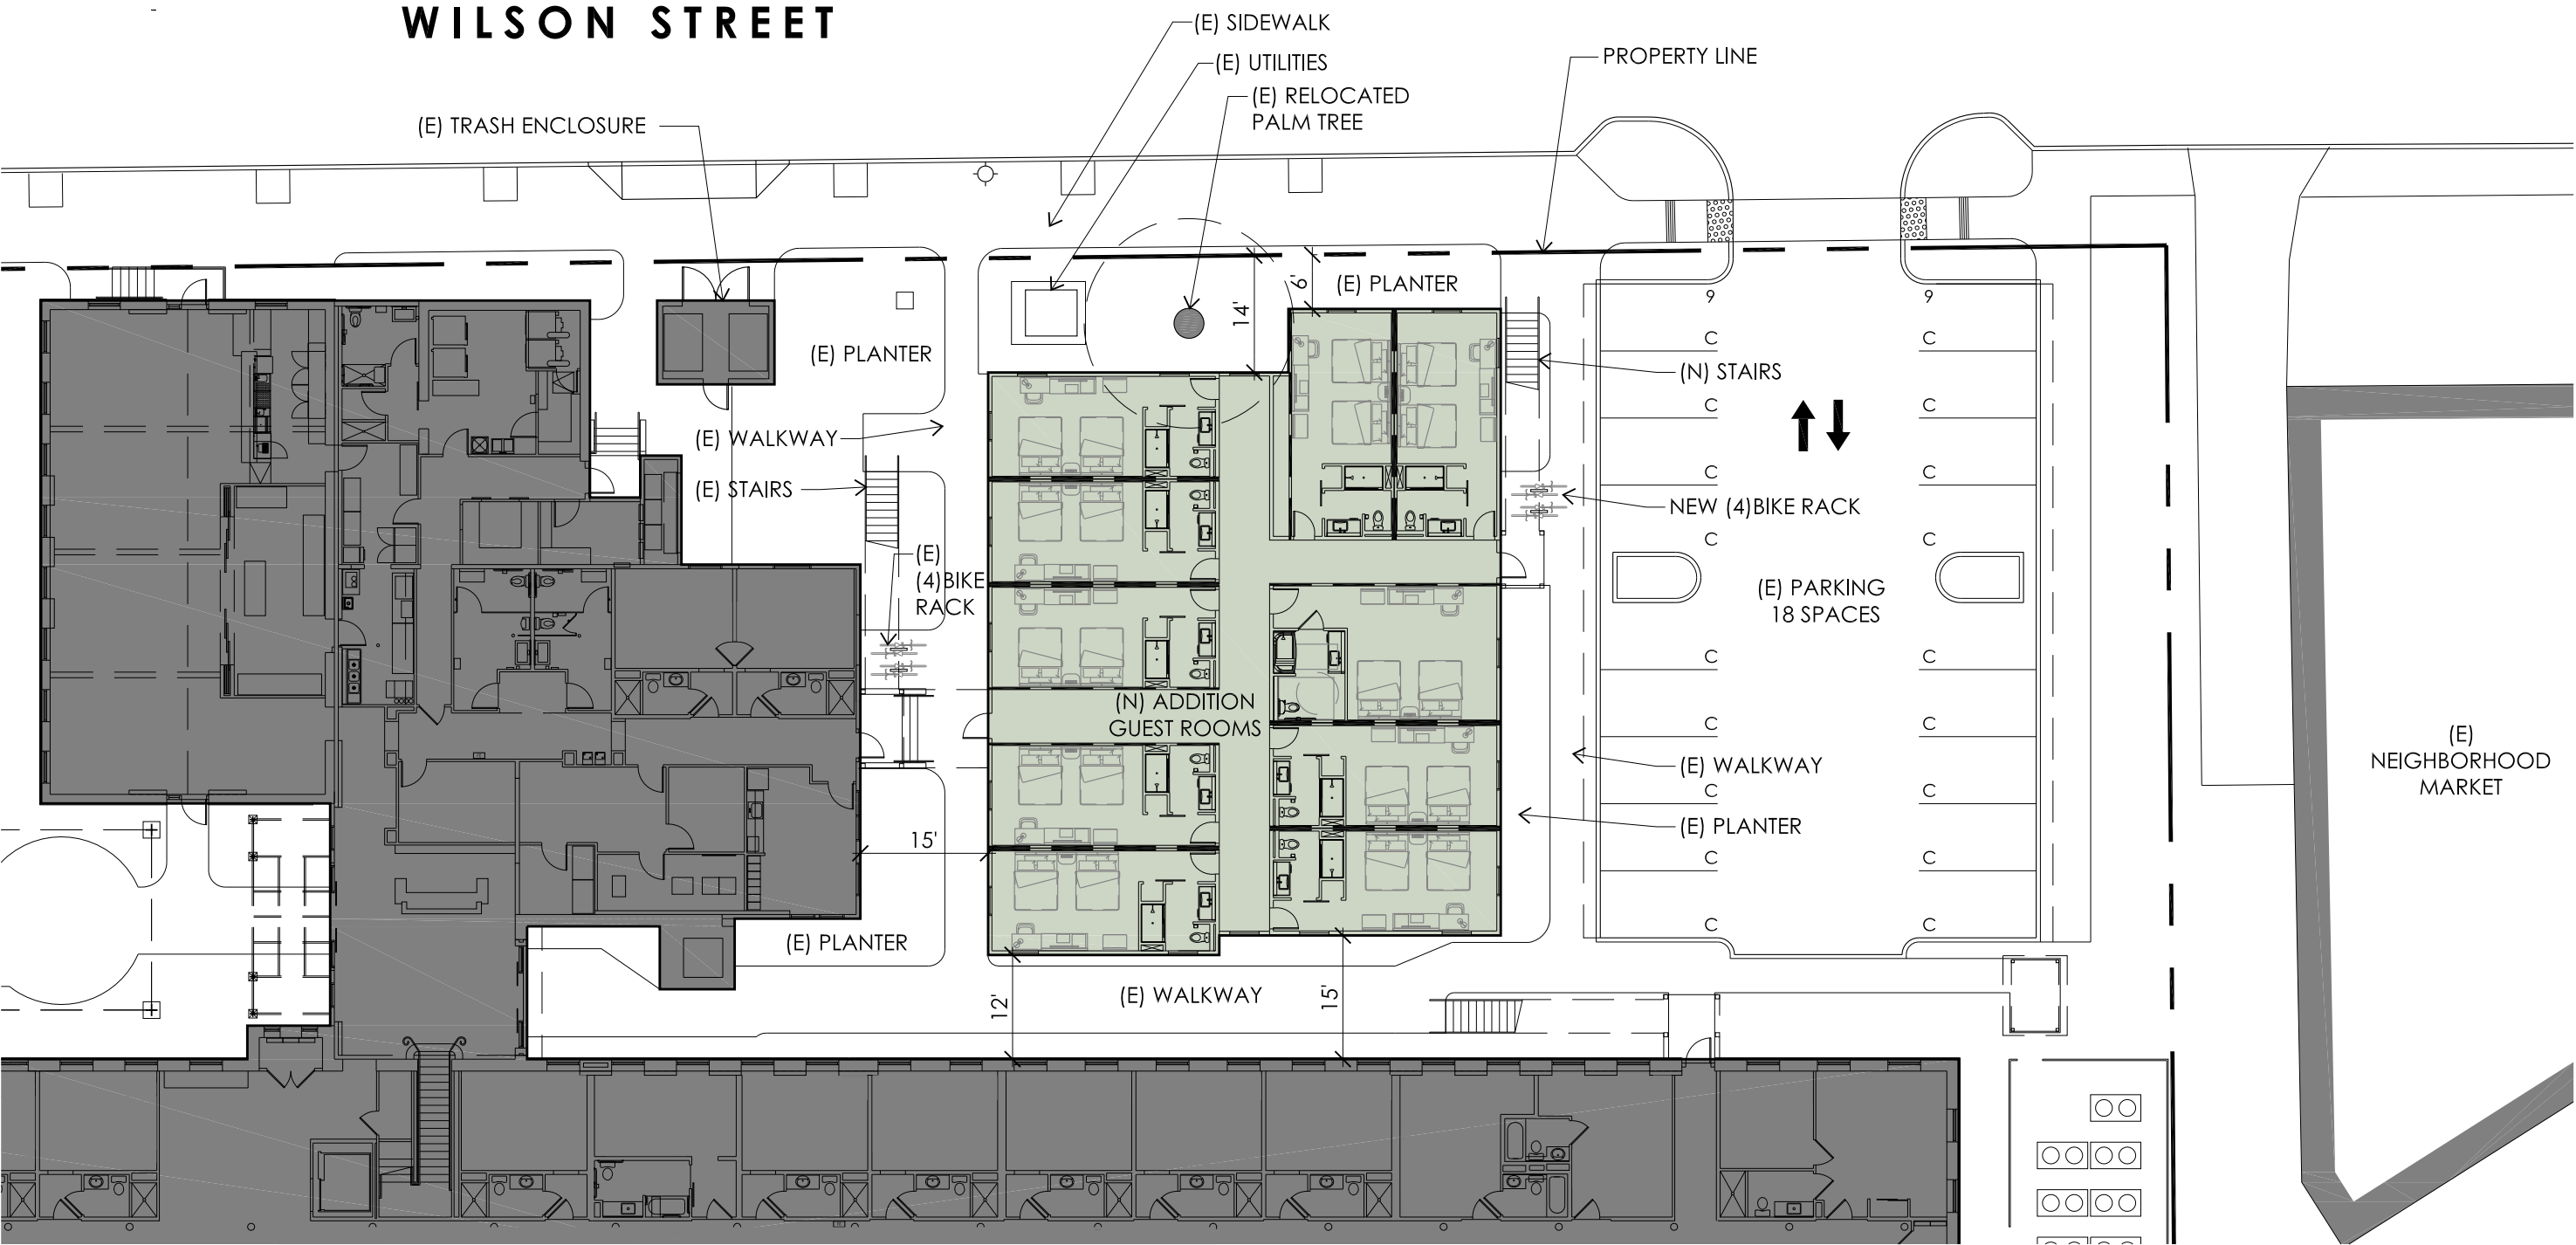 WILSON STREET
(E) SIDEWALK
(E) UTILITIES
PROPERTY LINE
(E) RELOCATED
PALM TREE
(E) TRASH ENCLOSURE
(E) PLANTER
6'
14'
9
9
C
C
(E) PLANTER
(N) STAIRS
C
C
(E) WALKWAY
C
C
(E) STAIRS
NEW (4)BIKE RACK
C
C
(E)
(4)BIKE
RACK
(E) PARKING
18 SPACES
C
C
(N) ADDITION
GUEST ROOMS
C
C
(E)
NEIGHBORHOOD
MARKET
(E) WALKWAY
C
C
(E) PLANTER
15'
C
C
C
C
(E) PLANTER
(E) WALKWAY
12'
15'